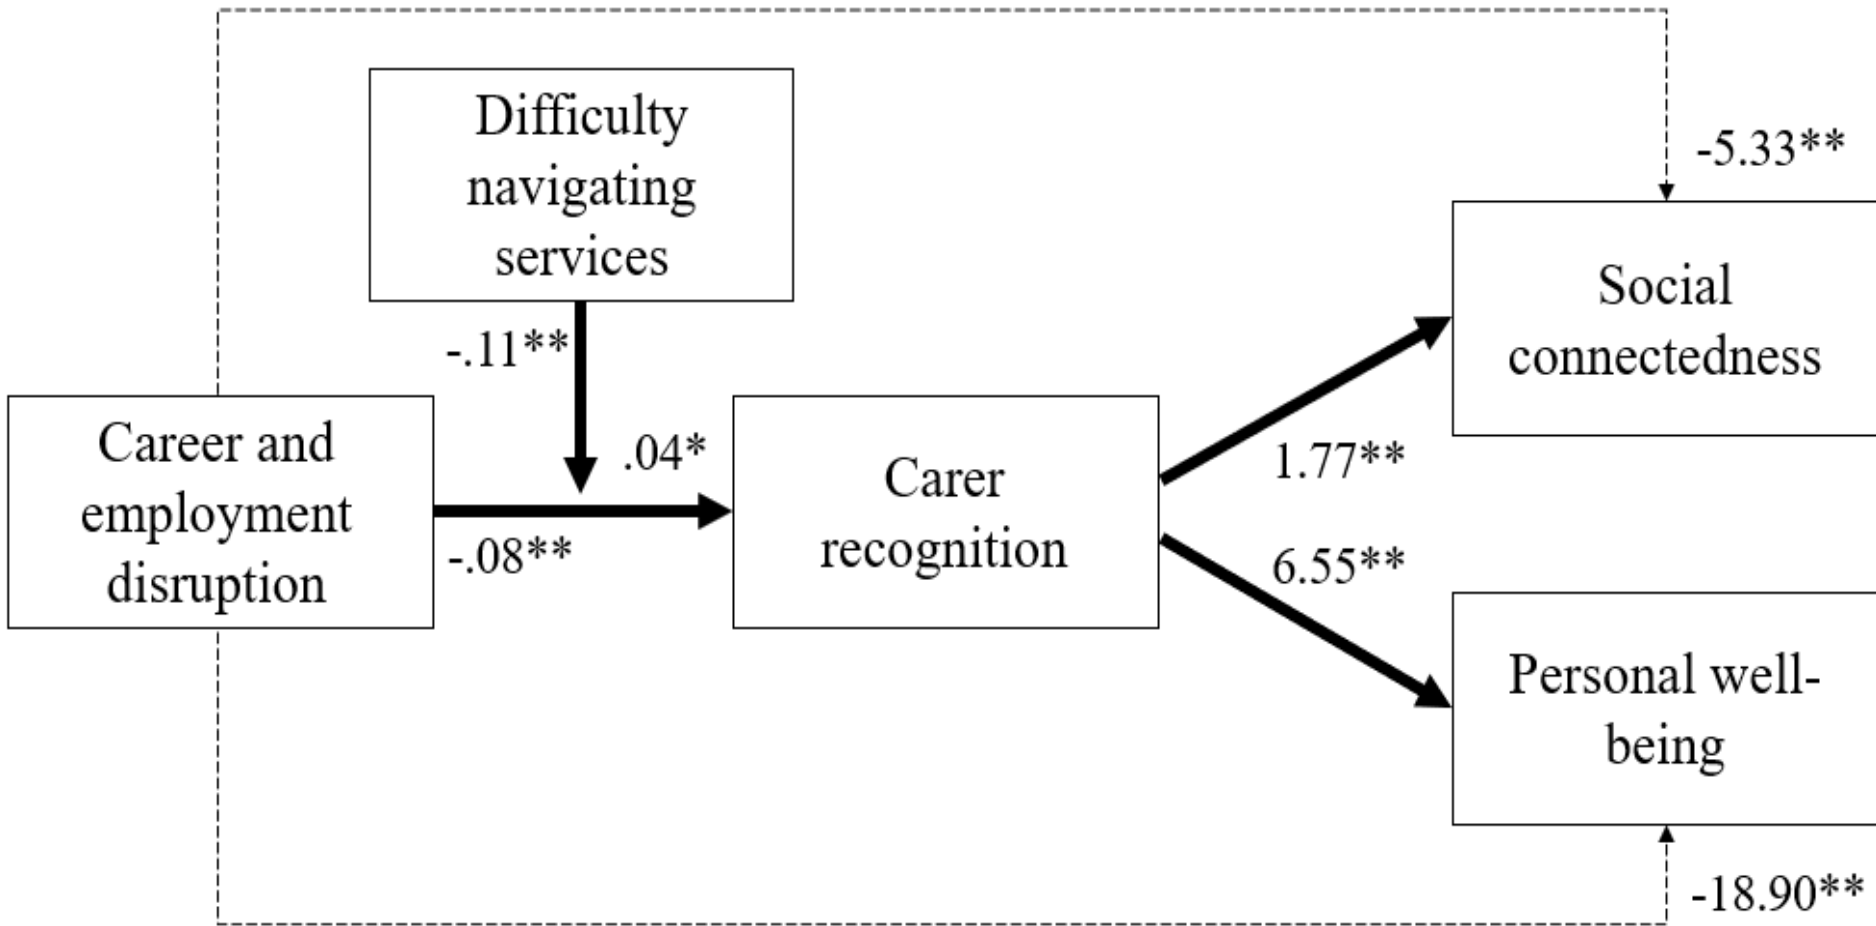 Difficulty
navigating
services
-.11**
Career and
employment
disruption
-.08**
.04*
Carer
recognition
1.77**
6.55**
-5.33**
Social
connectedness
Personal well-
being
-18.90**